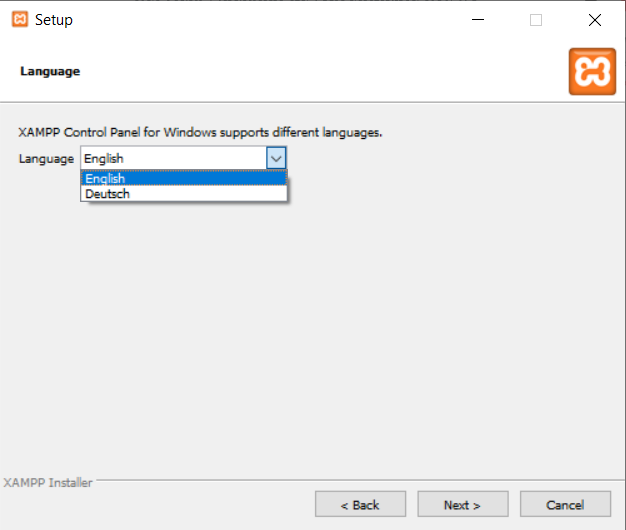 Setup
Language
XAMPP Control Panel for Windows supports different languages.
Language English
English
Deutsch
XAMPP Installer
< Back Next > Cancel